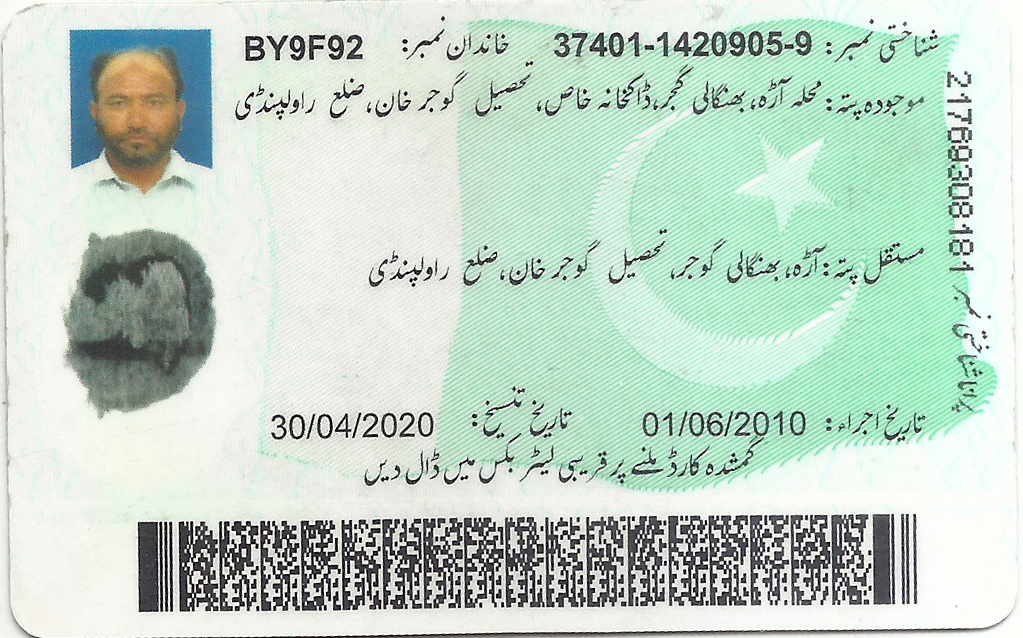 شناختی نمبر: 37401-1420905-9 خاندان نمبر: BY9F92
موجودہ پتہ: محلہ آڑہ، بھنگالی گجر، ڈاکخانہ خاص، تحصیل گوجر خان، ضلع راولپنڈی
مستقل پتہ: آڑہ، بھنگالی گوجر، تحصیل گوجر خان، ضلع راولپنڈی
تاریخ اجراء: 01/06/2010 تاریخ تنسیخ: 30/04/2020
گمشدہ کارڈ ملنے پر قریبی لیٹر بکس میں ڈال دیں
پرانا شناختی نمبر 21769308181